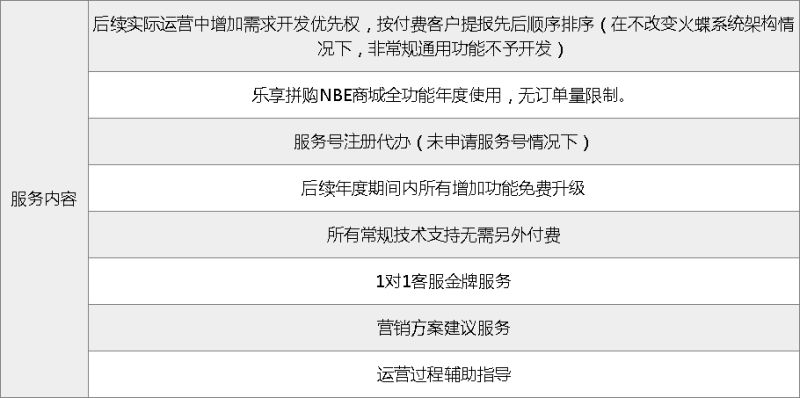 服务内容
后续实际运营中增加需求开发优先权，按付费客户提报先后顺序排序（在不改变火蝶系统架构情
况下，非常规通用功能不予开发）
乐享拼购NBE商城全功能年度使用，无订单量限制。
服务号注册代办（未申请服务号情况下）
后续年度期间内所有增加功能免费升级
所有常规技术支持无需另外付费
1对1客服金牌服务
营销方案建议服务
运营过程辅助指导